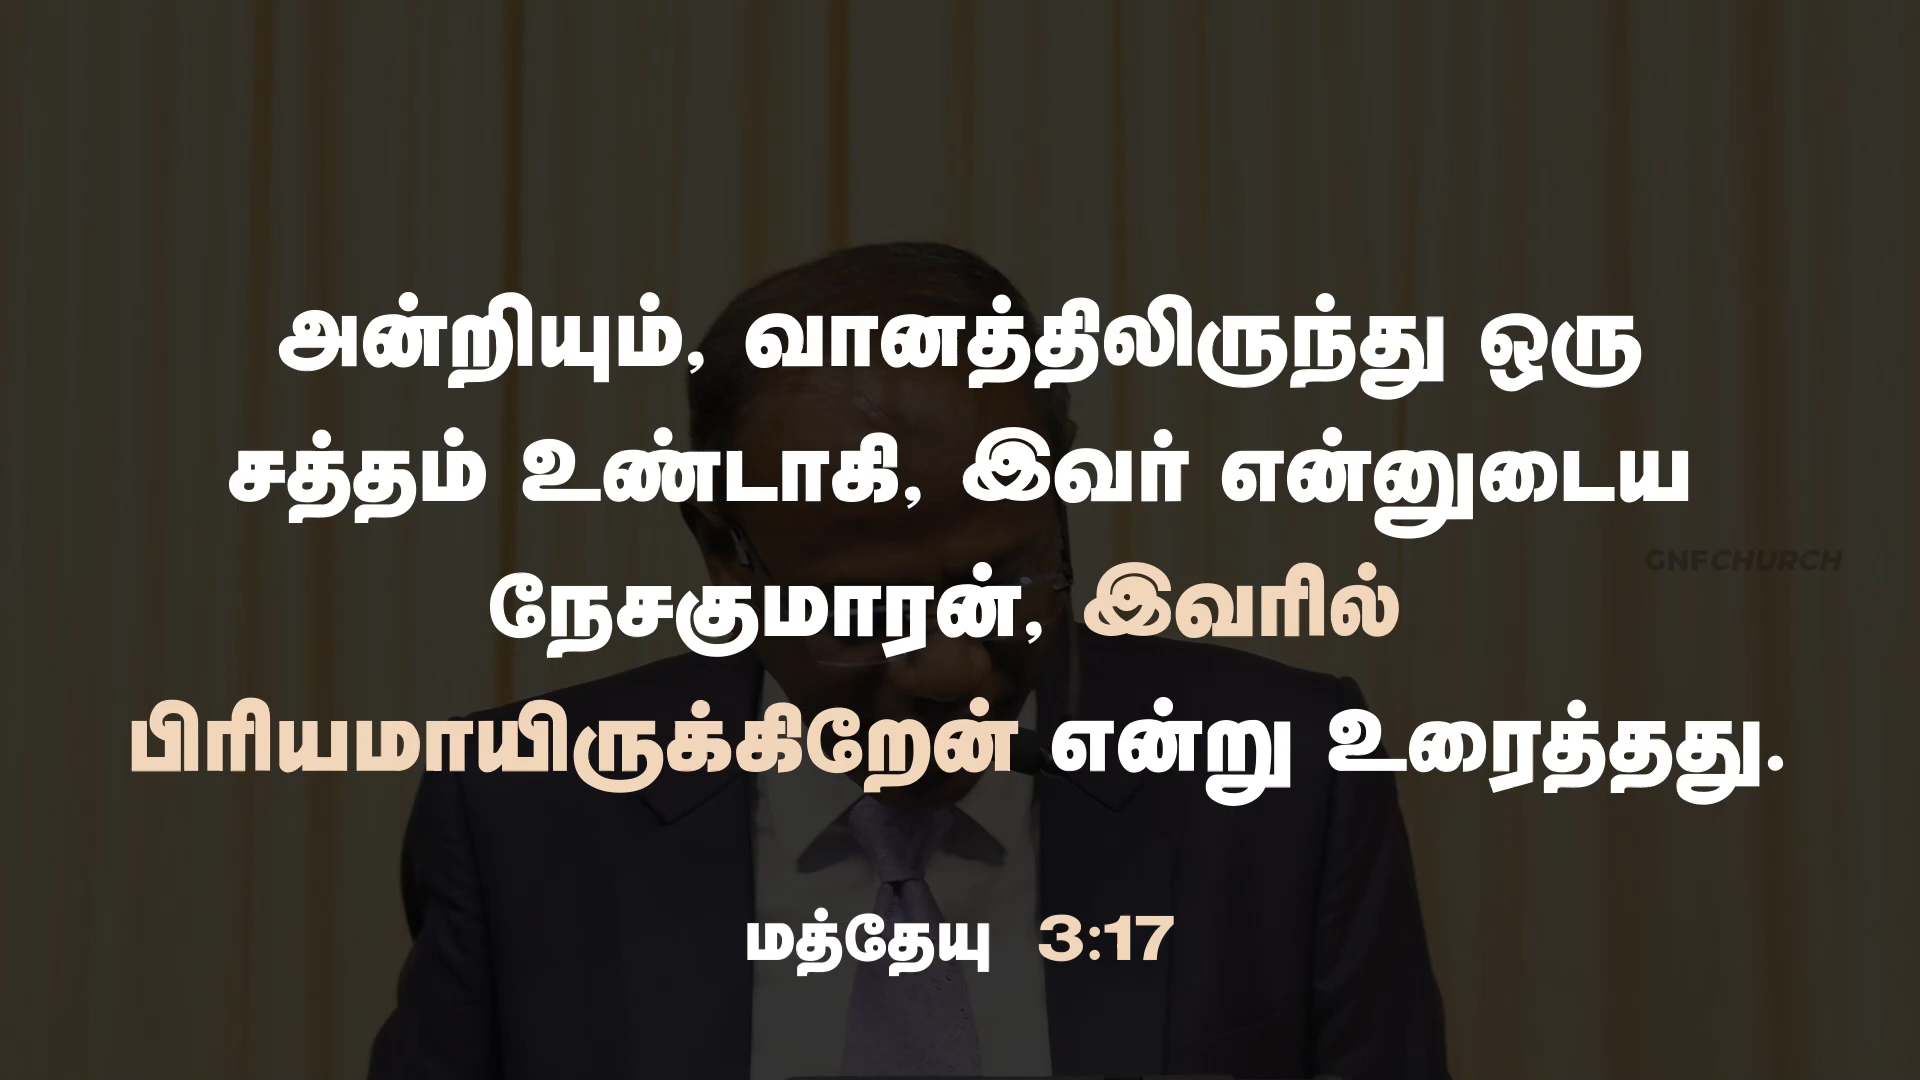 அன்றியும், வானத்திலிருந்து ஒரு
சத்தம் உண்டாகி, இவர் என்னுடைய
நேசகுமாரன், இவரில்
பிரியமாயிருக்கிறேன் என்று உரைத்தது.
மத்தேயு 3:17
GNFCHURCH